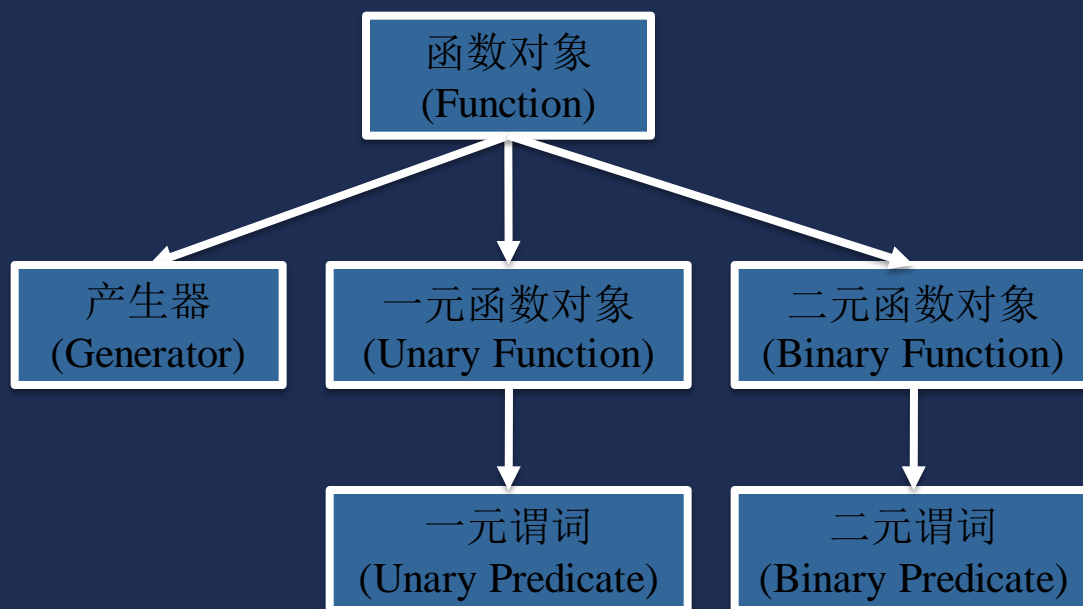 函数对象
(Function)
产生器
(Generator)
一元函数对象
(Unary Function)
二元函数对象
(Binary Function)
一元谓词
(Unary Predicate)
二元谓词
(Binary Predicate)